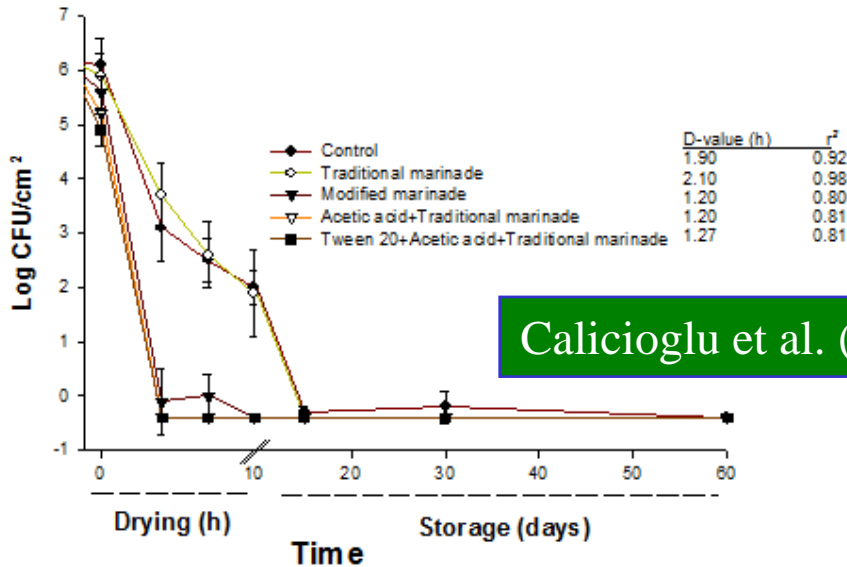 7
6
5
4
3
2
1
0
-1
Log CFU/cm²
D-value (h) r²
Control 1.90 0.92
Traditional marinade 2.10 0.98
Modified marinade 1.20 0.80
Acetic acid+Traditional marinade 1.20 0.81
Tween 20+Acetic acid+Traditional marinade 1.27 0.81
Calicioglu et al. (
0 10 20 30 40 50 60
Drying (h) Storage (days)
Time